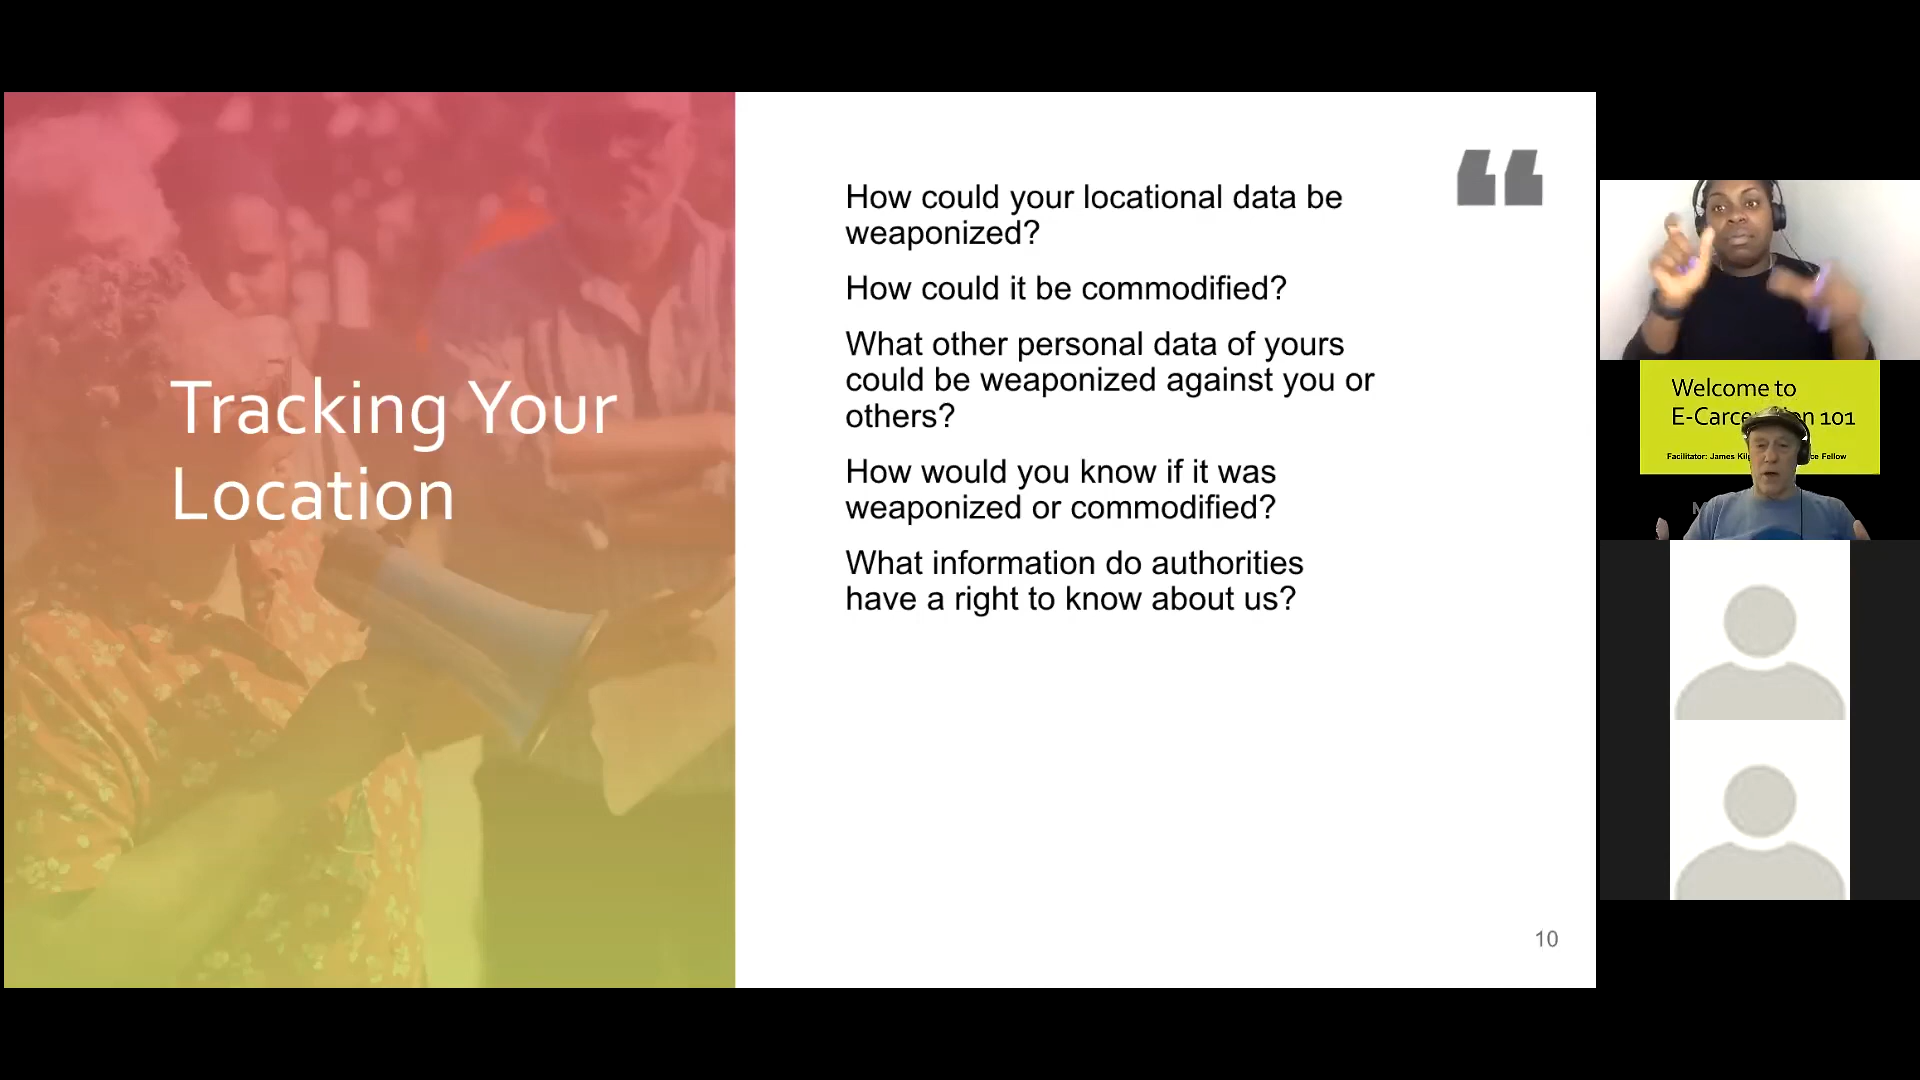 Tracking Your
Location
How could your locational data be
weaponized?
How could it be commodified?
What other personal data of yours
could be weaponized against you or
others?
How would you know if it was
weaponized or commodified?
What information do authorities
have a right to know about us?
10
Welcome to
101
Facilitator: James Fellow